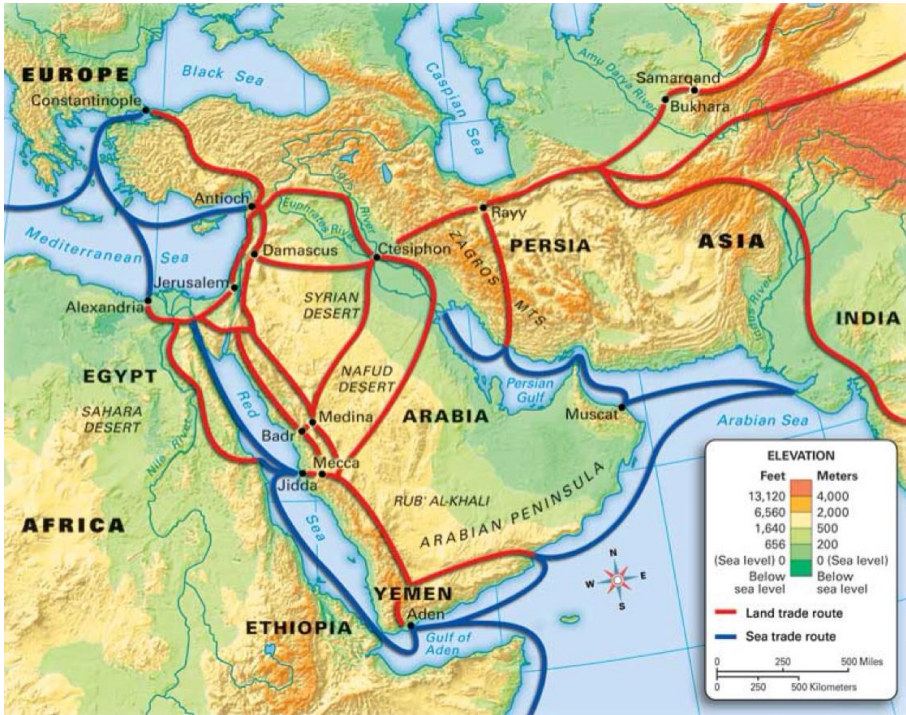 EUROPE
Black Sea
Constantinople
Caspian Sea
Amu Darya River
Samarqand
Bukhara
Antioch
Tigris River
Euphrates River
Rayy
Mediterranean Sea
Damascus
Ctesiphon
ZAGROS MTS
PERSIA
ASIA
Jerusalem
Alexandria
SYRIAN
DESERT
Indus River
INDIA
EGYPT
NAFUD
DESERT
Persian
Gulf
SAHARA
DESERT
Nile River
Red Sea
Medina
Badr
ARABIA
Muscat
Arabian Sea
Mecca
Jidda
RUB' AL-KHALI
ARABIAN PENINSULA
AFRICA
YEMEN
Aden
ETHIOPIA
Gulf of
Aden
N
W E
S
ELEVATION
Feet Meters
13,120 4,000
6,560 2,000
1,640 500
656 200
(Sea level) 0 0 (Sea level)
Below Below
sea level sea level
Land trade route
Sea trade route
0 250 500 Miles
0 250 500 Kilometers